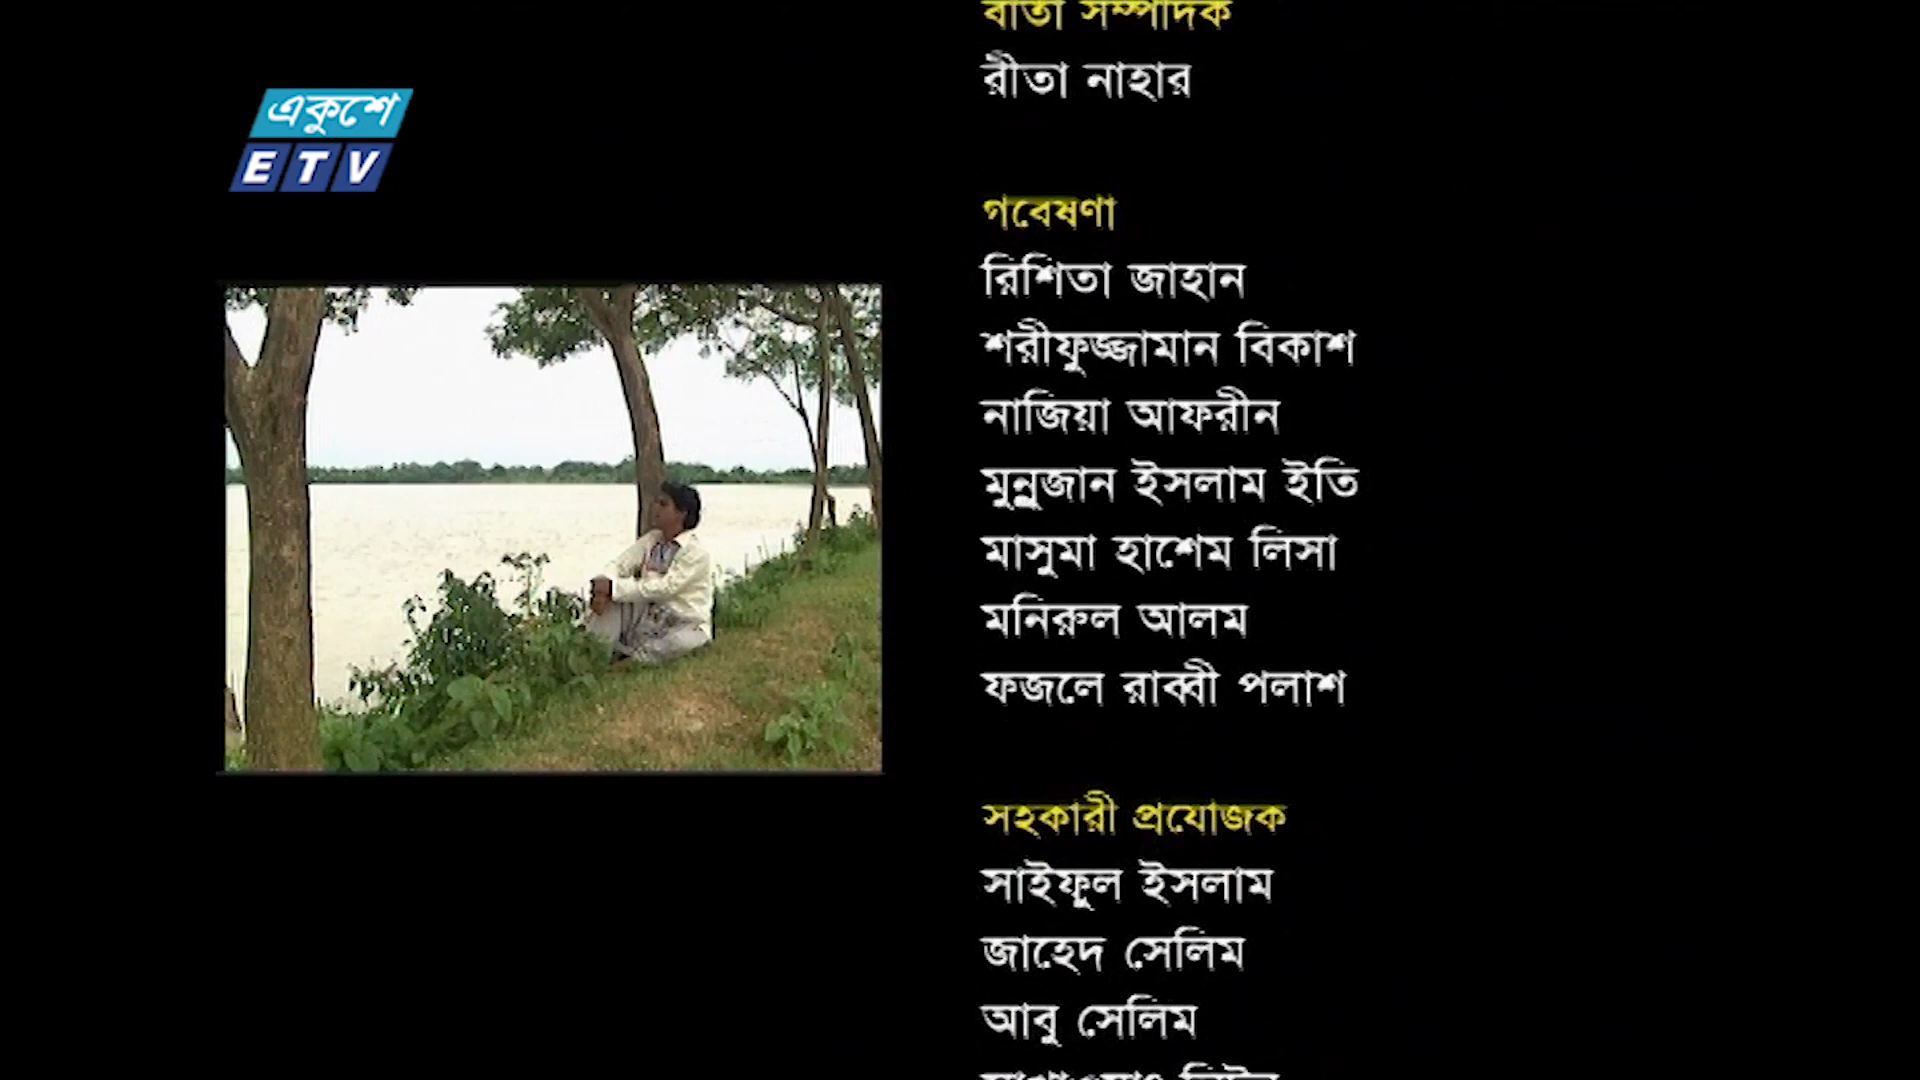 একুশে
ETV
বার্তা সম্পাদক
রীতা নাহার
গবেষণা
রিশিতা জাহান
শরীফুজ্জামান বিকাশ
নাজিয়া আফরীন
মুন্নুজান ইসলাম ইতি
মাসুমা হাশেম লিসা
মনিরুল আলম
ফজলে রাব্বী পলাশ
সহকারী প্রযোজক
সাইফুল ইসলাম
জাহেদ সেলিম
আবু সেলিম